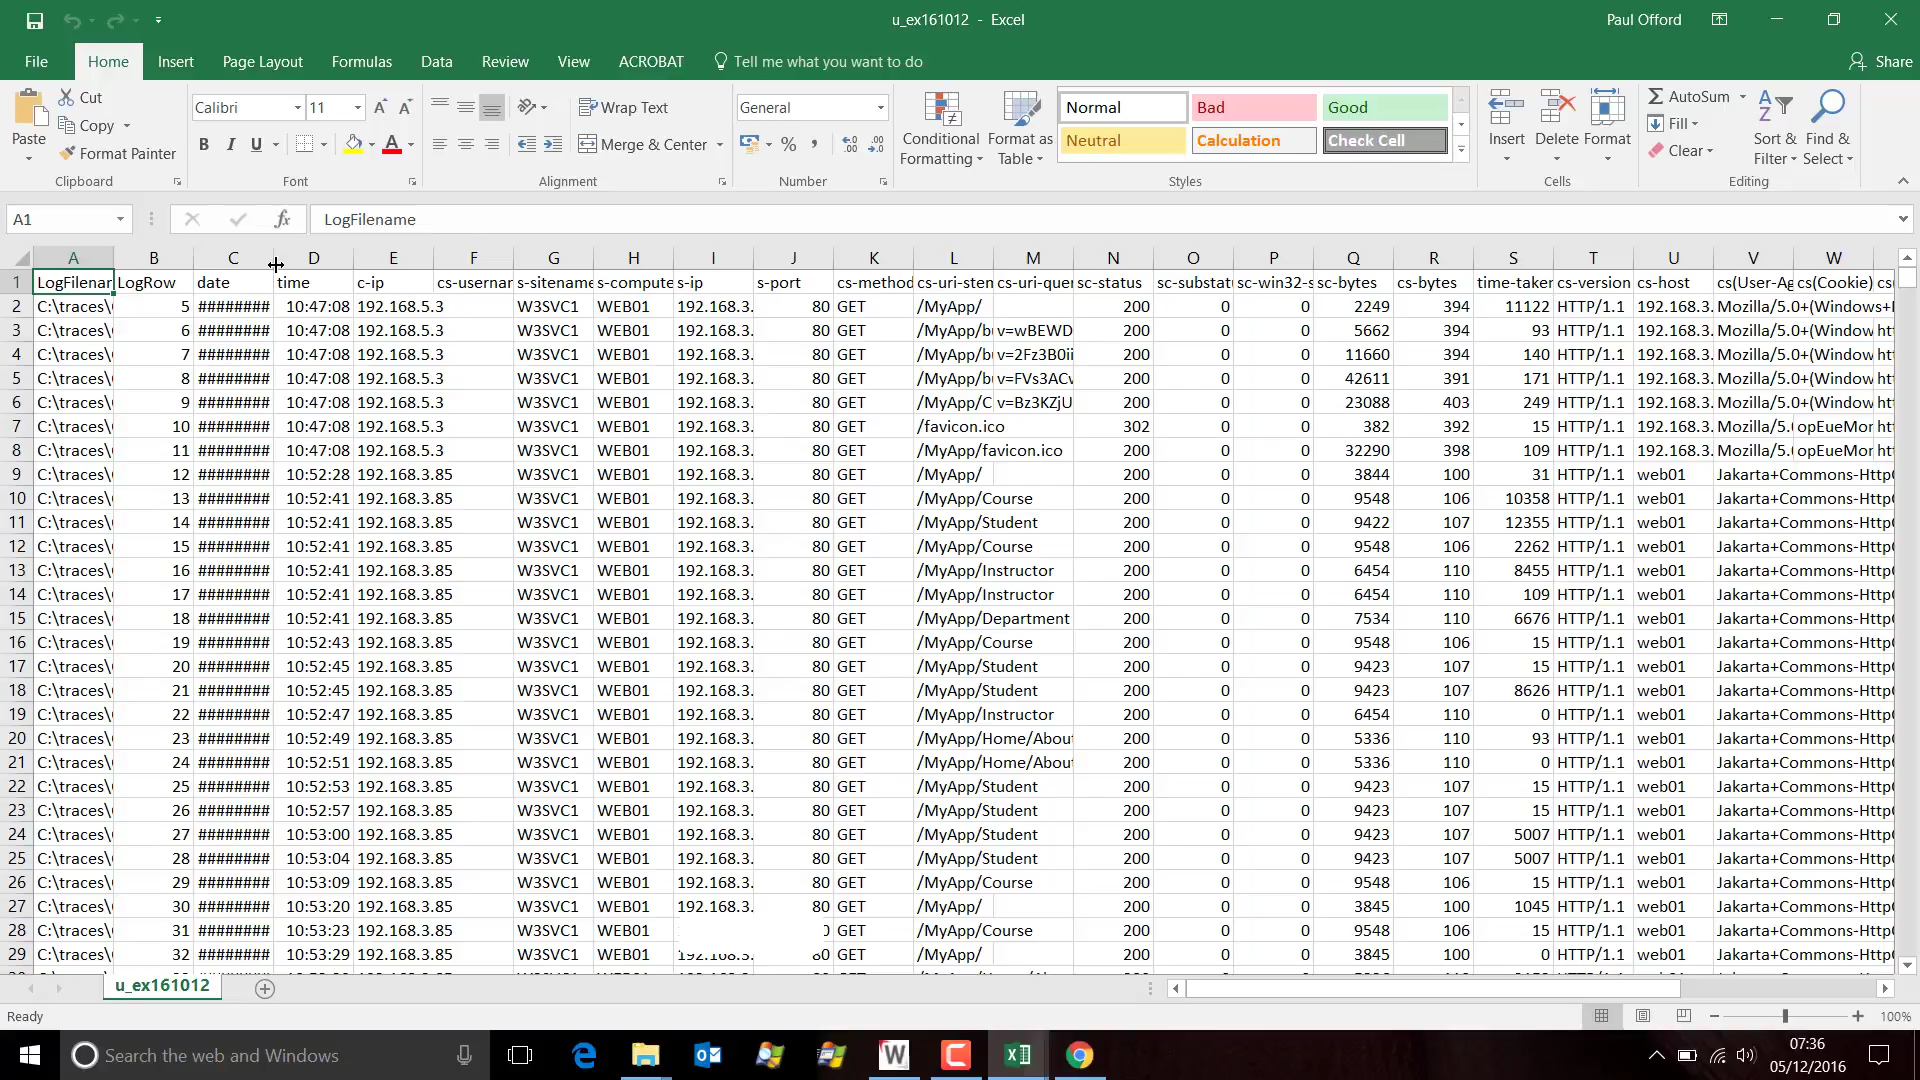 u_ex161012 - Excel
Paul Offord
File Home Insert Page Layout Formulas Data Review View ACROBAT Tell me what you want to do Share
Paste Cut Copy Format Painter Clipboard
Calibri 11 B I U A Font
Wrap Text Merge & Center Alignment
General % , Number
Conditional Formatting Format as Table
Normal Bad Good
Neutral Calculation Check Cell
Styles
Insert Delete Format Cells
AutoSum Fill Clear Sort & Filter Find & Select Editing
A1 fx LogFilename
A B C D E F G H I J K L M N O P Q R S T U V W
1 LogFilenar LogRow date time c-ip cs-usernar s-sitename s-compute s-ip s-port cs-method cs-uri-sten cs-uri-quer sc-status sc-substat sc-win32-s sc-bytes cs-bytes time-taker cs-version cs-host cs(User-Ag cs(Cookie)
2 C:\traces\ 5 ######## 10:47:08 192.168.5.3 W3SVC1 WEB01 192.168.3. 80 GET /MyApp/ 200 0 0 2249 394 11122 HTTP/1.1 192.168.3. Mozilla/5.0+(Windows+
3 C:\traces\ 6 ######## 10:47:08 192.168.5.3 W3SVC1 WEB01 192.168.3. 80 GET /MyApp/b v=wBEWD 200 0 0 5662 394 93 HTTP/1.1 192.168.3. Mozilla/5.0+(Window ht
4 C:\traces\ 7 ######## 10:47:08 192.168.5.3 W3SVC1 WEB01 192.168.3. 80 GET /MyApp/b v=2Fz3B0ii 200 0 0 11660 394 140 HTTP/1.1 192.168.3. Mozilla/5.0+(Window ht
5 C:\traces\ 8 ######## 10:47:08 192.168.5.3 W3SVC1 WEB01 192.168.3. 80 GET /MyApp/b v=FVs3ACv 200 0 0 42611 391 171 HTTP/1.1 192.168.3. Mozilla/5.0+(Window ht
6 C:\traces\ 9 ######## 10:47:08 192.168.5.3 W3SVC1 WEB01 192.168.3. 80 GET /MyApp/C v=Bz3KZjU 200 0 0 23088 403 249 HTTP/1.1 192.168.3. Mozilla/5.0+(Window ht
7 C:\traces\ 10 ######## 10:47:08 192.168.5.3 W3SVC1 WEB01 192.168.3. 80 GET /favicon.ico 302 0 0 382 392 15 HTTP/1.1 192.168.3. Mozilla/5. opEueMor ht
8 C:\traces\ 11 ######## 10:47:08 192.168.5.3 W3SVC1 WEB01 192.168.3. 80 GET /MyApp/favicon.ico 200 0 0 32290 398 109 HTTP/1.1 192.168.3. Mozilla/5. opEueMor ht
9 C:\traces\ 12 ######## 10:52:28 192.168.3.85 W3SVC1 WEB01 192.168.3. 80 GET /MyApp/ 200 0 0 3844 100 31 HTTP/1.1 web01 Jakarta+Commons-Http
10 C:\traces\ 13 ######## 10:52:41 192.168.3.85 W3SVC1 WEB01 192.168.3. 80 GET /MyApp/Course 200 0 0 9548 106 10358 HTTP/1.1 web01 Jakarta+Commons-Http
11 C:\traces\ 14 ######## 10:52:41 192.168.3.85 W3SVC1 WEB01 192.168.3. 80 GET /MyApp/Student 200 0 0 9422 107 12355 HTTP/1.1 web01 Jakarta+Commons-Http
12 C:\traces\ 15 ######## 10:52:41 192.168.3.85 W3SVC1 WEB01 192.168.3. 80 GET /MyApp/Course 200 0 0 9548 106 2262 HTTP/1.1 web01 Jakarta+Commons-Http
13 C:\traces\ 16 ######## 10:52:41 192.168.3.85 W3SVC1 WEB01 192.168.3. 80 GET /MyApp/Instructor 200 0 0 6454 110 8455 HTTP/1.1 web01 Jakarta+Commons-Http
14 C:\traces\ 17 ######## 10:52:41 192.168.3.85 W3SVC1 WEB01 192.168.3. 80 GET /MyApp/Instructor 200 0 0 6454 110 109 HTTP/1.1 web01 Jakarta+Commons-Http
15 C:\traces\ 18 ######## 10:52:41 192.168.3.85 W3SVC1 WEB01 192.168.3. 80 GET /MyApp/Department 200 0 0 7534 110 6676 HTTP/1.1 web01 Jakarta+Commons-Http
16 C:\traces\ 19 ######## 10:52:43 192.168.3.85 W3SVC1 WEB01 192.168.3. 80 GET /MyApp/Course 200 0 0 9548 106 15 HTTP/1.1 web01 Jakarta+Commons-Http
17 C:\traces\ 20 ######## 10:52:45 192.168.3.85 W3SVC1 WEB01 192.168.3. 80 GET /MyApp/Student 200 0 0 9423 107 15 HTTP/1.1 web01 Jakarta+Commons-Http
18 C:\traces\ 21 ######## 10:52:45 192.168.3.85 W3SVC1 WEB01 192.168.3. 80 GET /MyApp/Student 200 0 0 9423 107 8626 HTTP/1.1 web01 Jakarta+Commons-Http
19 C:\traces\ 22 ######## 10:52:47 192.168.3.85 W3SVC1 WEB01 192.168.3. 80 GET /MyApp/Instructor 200 0 0 6454 110 0 HTTP/1.1 web01 Jakarta+Commons-Http
20 C:\traces\ 23 ######## 10:52:49 192.168.3.85 W3SVC1 WEB01 192.168.3. 80 GET /MyApp/Home/About 200 0 0 5336 110 93 HTTP/1.1 web01 Jakarta+Commons-Http
21 C:\traces\ 24 ######## 10:52:51 192.168.3.85 W3SVC1 WEB01 192.168.3. 80 GET /MyApp/Home/About 200 0 0 5336 110 0 HTTP/1.1 web01 Jakarta+Commons-Http
22 C:\traces\ 25 ######## 10:52:53 192.168.3.85 W3SVC1 WEB01 192.168.3. 80 GET /MyApp/Student 200 0 0 9423 107 15 HTTP/1.1 web01 Jakarta+Commons-Http
23 C:\traces\ 26 ######## 10:52:57 192.168.3.85 W3SVC1 WEB01 192.168.3. 80 GET /MyApp/Student 200 0 0 9423 107 15 HTTP/1.1 web01 Jakarta+Commons-Http
24 C:\traces\ 27 ######## 10:53:00 192.168.3.85 W3SVC1 WEB01 192.168.3. 80 GET /MyApp/Student 200 0 0 9423 107 5007 HTTP/1.1 web01 Jakarta+Commons-Http
25 C:\traces\ 28 ######## 10:53:04 192.168.3.85 W3SVC1 WEB01 192.168.3. 80 GET /MyApp/Student 200 0 0 9423 107 5007 HTTP/1.1 web01 Jakarta+Commons-Http
26 C:\traces\ 29 ######## 10:53:09 192.168.3.85 W3SVC1 WEB01 192.168.3. 80 GET /MyApp/Course 200 0 0 9548 106 15 HTTP/1.1 web01 Jakarta+Commons-Http
27 C:\traces\ 30 ######## 10:53:20 192.168.3.85 W3SVC1 WEB01 192.168.3. 80 GET /MyApp/ 200 0 0 3845 100 1045 HTTP/1.1 web01 Jakarta+Commons-Http
28 C:\traces\ 31 ######## 10:53:23 192.168.3.85 W3SVC1 WEB01 GET /MyApp/Course 200 0 0 9548 106 15 HTTP/1.1 web01 Jakarta+Commons-Http
29 C:\traces\ 32 ######## 10:53:29 192.168.3.85 W3SVC1 WEB01 192.168.3. 80 GET /MyApp/ 200 0 0 3845 100 0 HTTP/1.1 web01 Jakarta+Commons-Http
u_ex161012
Ready 100%
Search the web and Windows
07:36
05/12/2016